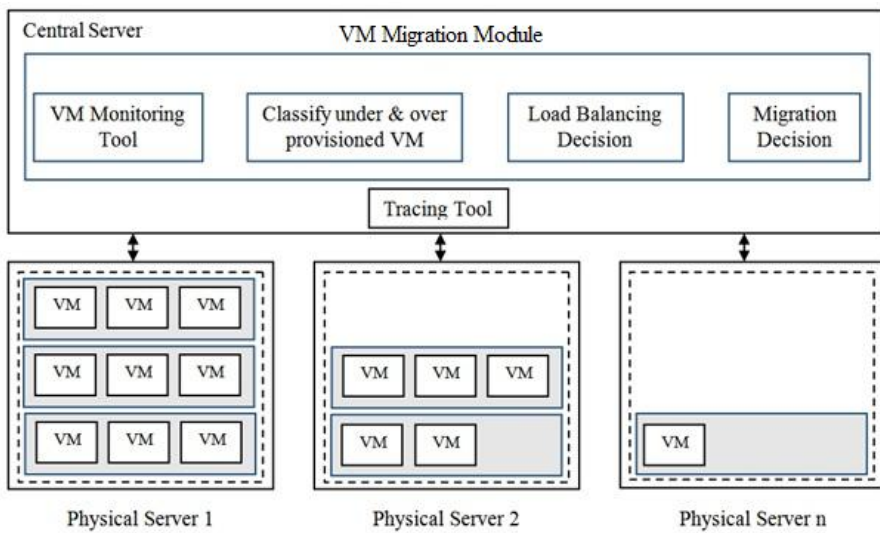 Central Server
VM Migration Module
VM Monitoring
Tool
Classify under & over
provisioned VM
Load Balancing
Decision
Migration
Decision
Tracing Tool
VM VM VM
VM VM VM
VM VM VM
Physical Server 1
VM VM VM
VM VM
Physical Server 2
VM
Physical Server n